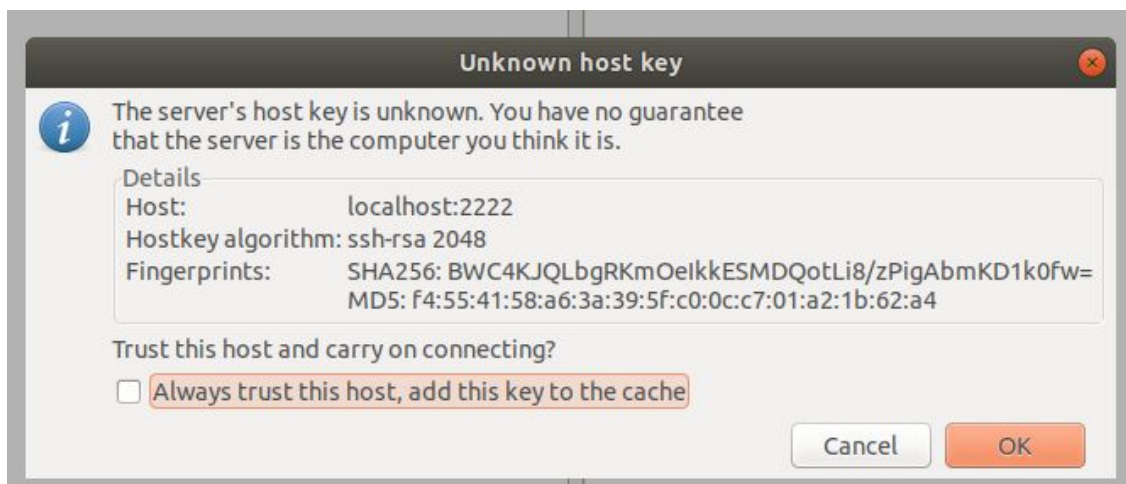 Unknown host key
The server's host key is unknown. You have no guarantee
that the server is the computer you think it is.
Details
Host: localhost:2222
Hostkey algorithm: ssh-rsa 2048
Fingerprints: SHA256: BWC4KJQLbgRKmOeIkkESMDQotLi8/zPigAbmKD1k0fw=
MD5: f4:55:41:58:a6:3a:39:5f:c0:0c:c7:01:a2:1b:62:a4
Trust this host and carry on connecting?
Always trust this host, add this key to the cache
Cancel OK